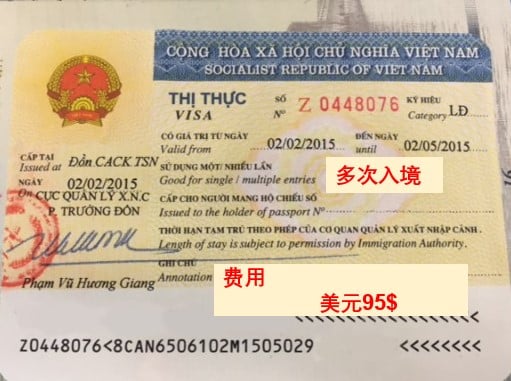 CỘNG HÒA XÃ HỘI CHỦ NGHĨA VIỆT NAM
SOCIALIST REPUBLIC OF VIET NAM
THỊ THỰC
VISA
SỐ
Nº Z 0448076
KÝ HIỆU
Category LĐ
CÓ GIÁ TRỊ TỪ NGÀY
Valid from 02/02/2015
ĐẾN NGÀY
until 02/05/2015
CẤP TẠI
Issued at Đồn CACK TSN
NGÀY 02/02/2015
On CỤC QUẢN LÝ X.N.C
P. TRƯỞNG ĐỒN
Phạm Vũ Hương Giang
SỬ DỤNG MỘT/ NHIỀU LẦN
Good for single / multiple entries
多次入境
CẤP CHO NGƯỜI MANG HỘ CHIẾU SỐ
Issued to the holder of passport Nº
THỜI HẠN TẠM TRÚ THEO PHÉP CỦA CƠ QUAN QUẢN LÝ XUẤT NHẬP CẢNH .
Length of stay is subject to permission by Immigration Authority.
GHI CHÚ
Annotation
费用
美元95$
<<<<<<<<<<<<<<
Z0448076<8CAN6506102M1505029 <<<<<<<<